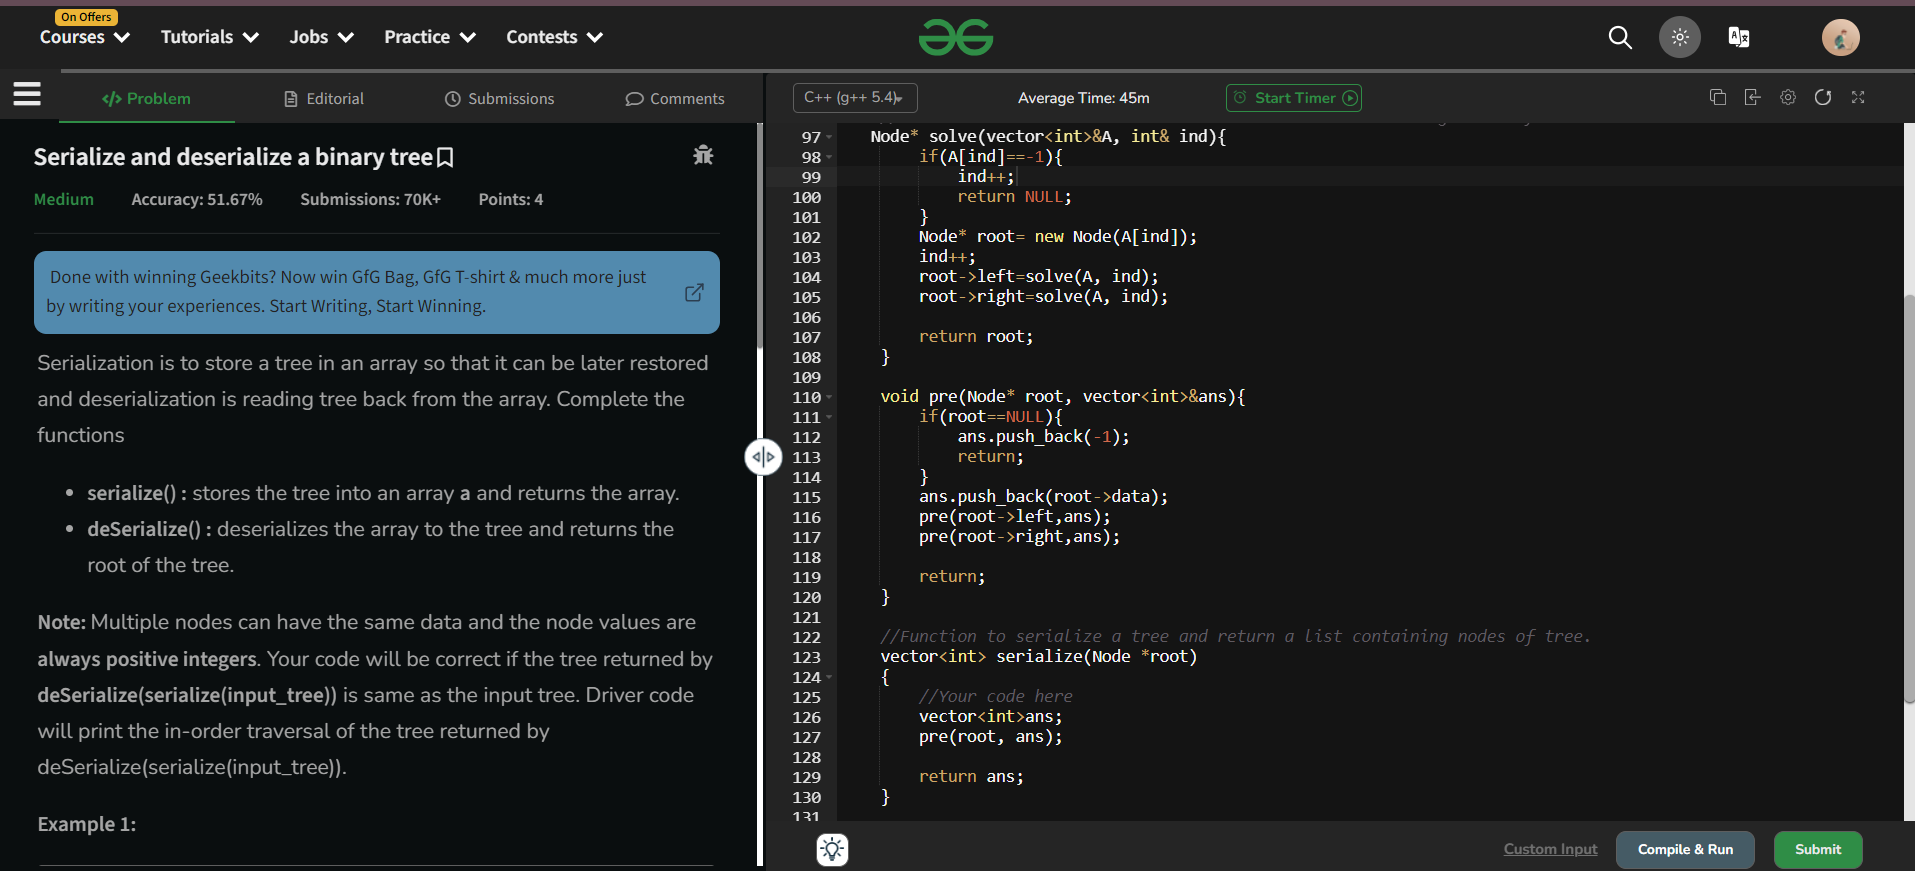 On Offers
Courses Tutorials Jobs Practice Contests
Problem Editorial Submissions Comments
Serialize and deserialize a binary tree
Medium Accuracy: 51.67% Submissions: 70K+ Points: 4
Done with winning Geekbits? Now win GfG Bag, GfG T-shirt & much more just
by writing your experiences. Start Writing, Start Winning.
Serialization is to store a tree in an array so that it can be later restored
and deserialization is reading tree back from the array. Complete the
functions
• serialize() : stores the tree into an array a and returns the array.
• deSerialize() : deserializes the array to the tree and returns the
root of the tree.
Note: Multiple nodes can have the same data and the node values are
always positive integers. Your code will be correct if the tree returned by
deSerialize(serialize(input_tree)) is same as the input tree. Driver code
will print the in-order traversal of the tree returned by
deSerialize(serialize(input_tree)).
Example 1:
C++ (g++ 5.4) Average Time: 45m Start Timer
97 Node* solve(vector<int>&A, int& ind){
98 if(A[ind]==-1){
99 ind++;
100 return NULL;
101 }
102 Node* root= new Node(A[ind]);
103 ind++;
104 root->left=solve(A, ind);
105 root->right=solve(A, ind);
106
107 return root;
108 }
109
110 void pre(Node* root, vector<int>&ans){
111 if(root==NULL){
112 ans.push_back(-1);
113 return;
114 }
115 ans.push_back(root->data);
116 pre(root->left,ans);
117 pre(root->right,ans);
118
119 return;
120 }
121
122 //Function to serialize a tree and return a list containing nodes of tree.
123 vector<int> serialize(Node *root)
124 {
125 //Your code here
126 vector<int>ans;
127 pre(root, ans);
128
129 return ans;
130 }
131
Custom Input Compile & Run Submit